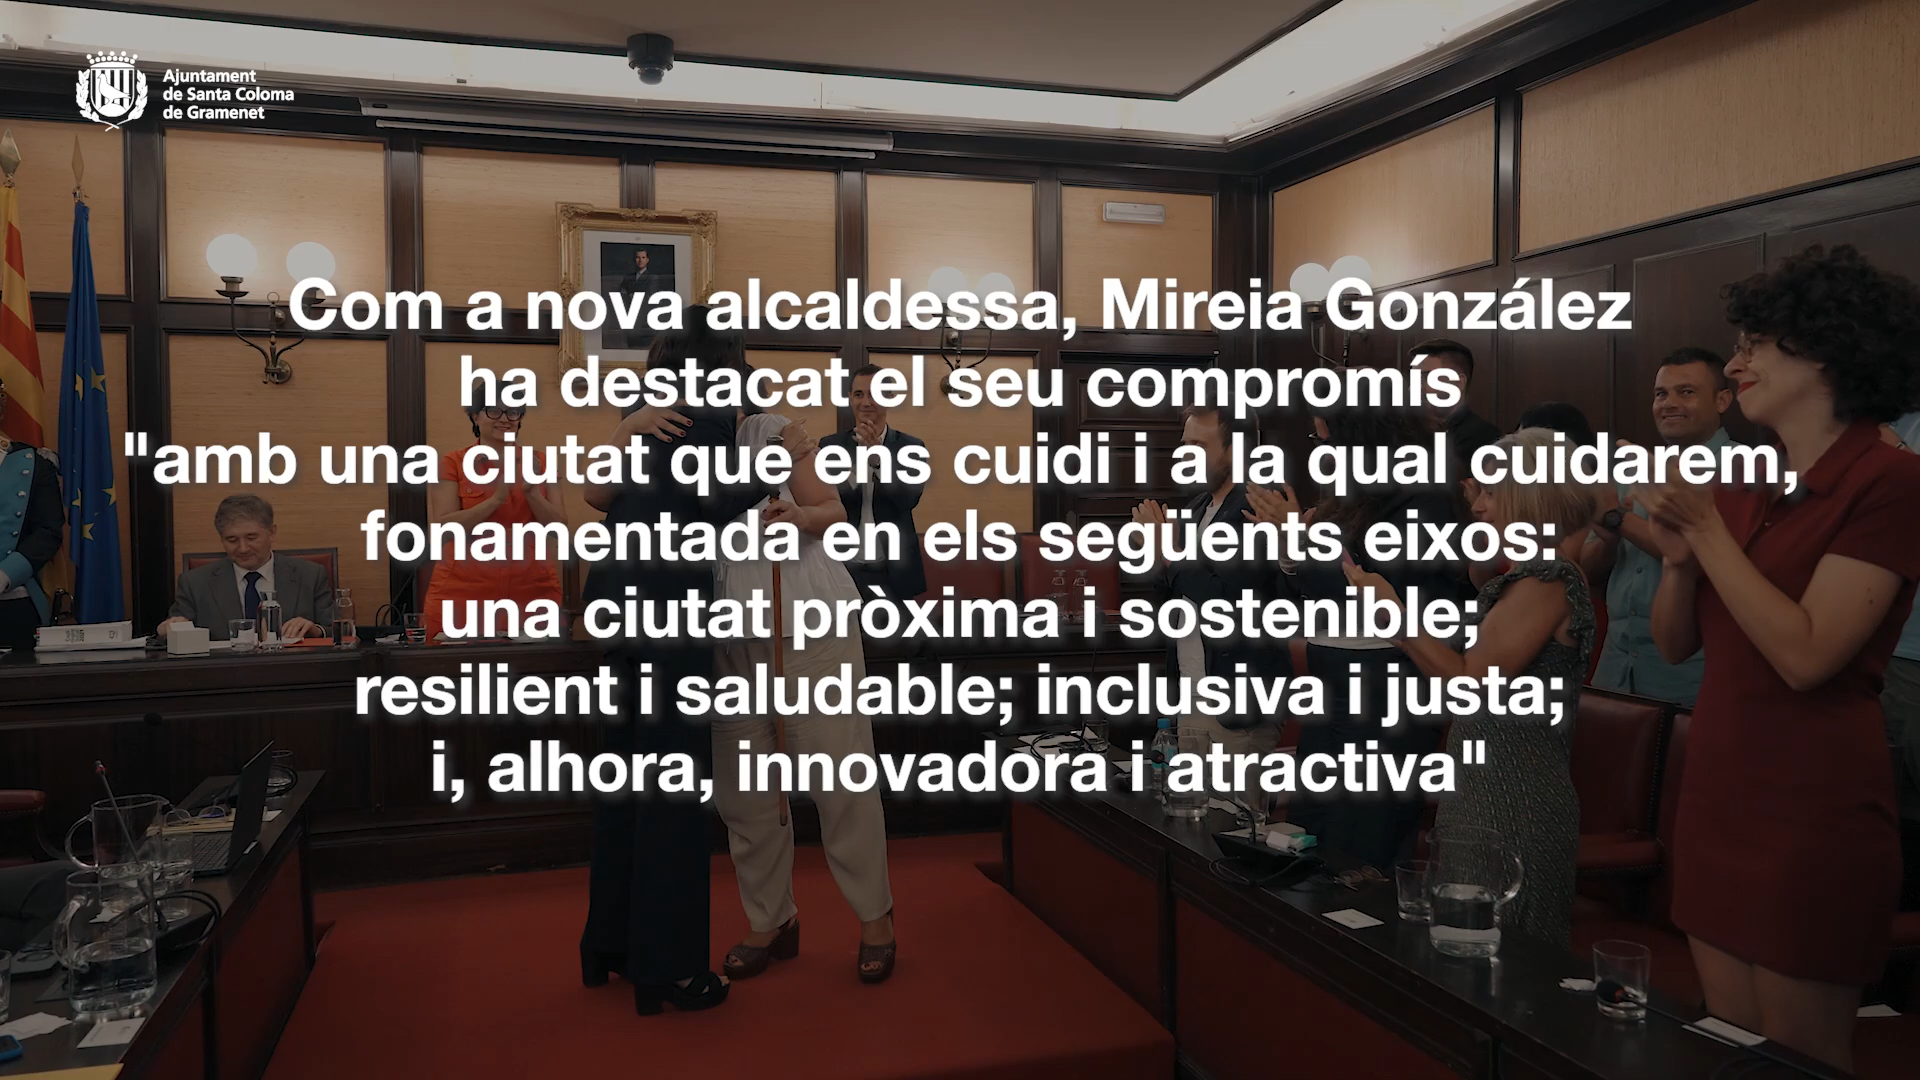 Ajuntament
de Santa Coloma
de Gramenet
Com a nova alcaldessa, Mireia González
ha destacat el seu compromís
"amb una ciutat que ens cuidi i a la qual cuidarem,
fonamentada en els següents eixos:
una ciutat pròxima i sostenible;
resilient i saludable; inclusiva i justa;
i, alhora, innovadora i atractiva"